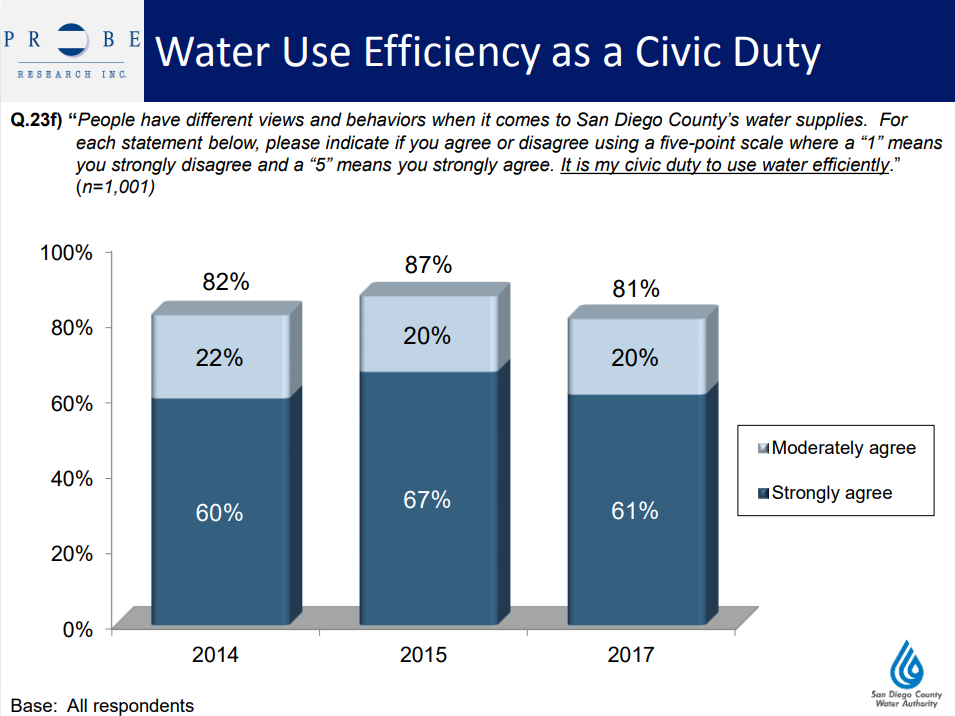 PROBE
RESEARCH INC.
Water Use Efficiency as a Civic Duty
Q.23f) “People have different views and behaviors when it comes to San Diego County’s water supplies.  For
each statement below, please indicate if you agree or disagree using a five-point scale where a “1” means
you strongly disagree and a “5” means you strongly agree. It is my civic duty to use water efficiently.”
(n=1,001)
100%
80%
60%
40%
20%
0%
82%
22%
60%
87%
20%
67%
81%
20%
61%
2014
2015
2017
Moderately agree
Strongly agree
San Diego County
Water Authority
Base:  All respondents